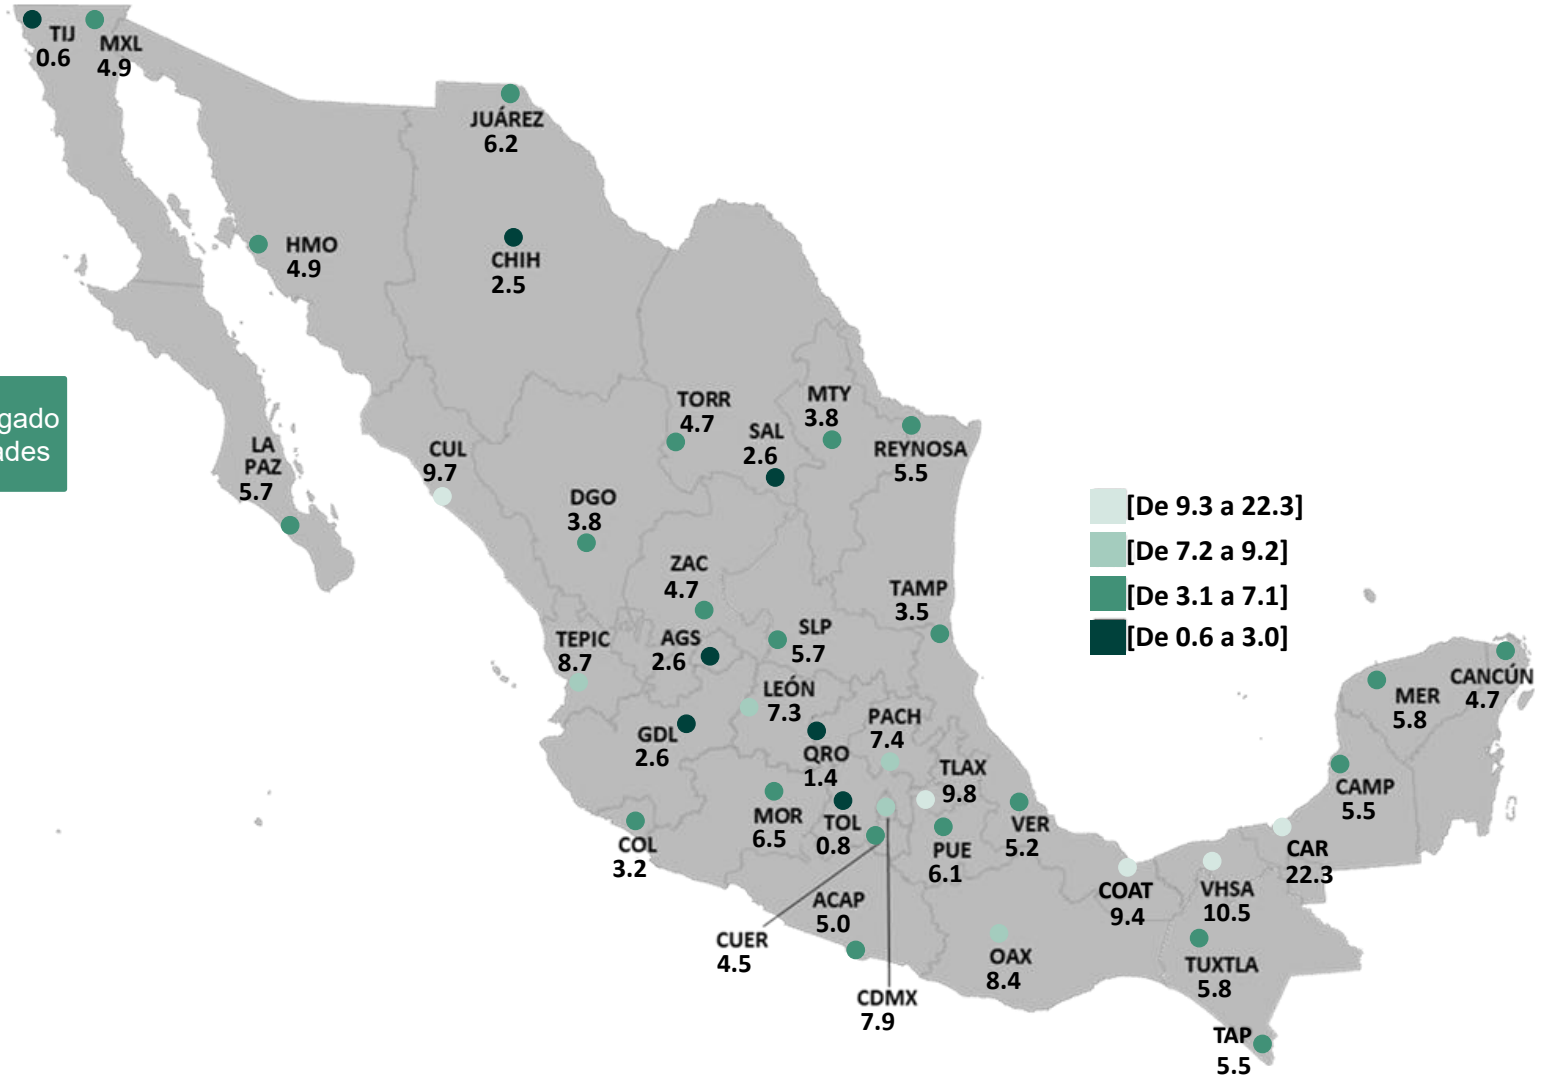 TIJ
0.6
MXL
4.9
JUÁREZ
6.2
HMO
4.9
CHIH
2.5
LA
PAZ
5.7
CUL
9.7
TORR
4.7
SAL
2.6
MTY
3.8
REYNOSA
5.5
DGO
3.8
ZAC
4.7
TAMP
3.5
TEPIC
8.7
AGS
2.6
SLP
5.7
LEÓN
7.3
GDL
2.6
QRO
1.4
PACH
7.4
TLAX
9.8
COL
3.2
MOR
6.5
TOL
0.8
PUE
6.1
VER
5.2
CUER
4.5
ACAP
5.0
CDMX
7.9
OAX
8.4
COAT
9.4
VHSA
10.5
CAR
22.3
TUXTLA
5.8
TAP
5.5
CAMP
5.5
MER
5.8
CANCÚN
4.7
[De 9.3 a 22.3]
[De 7.2 a 9.2]
[De 3.1 a 7.1]
[De 0.6 a 3.0]